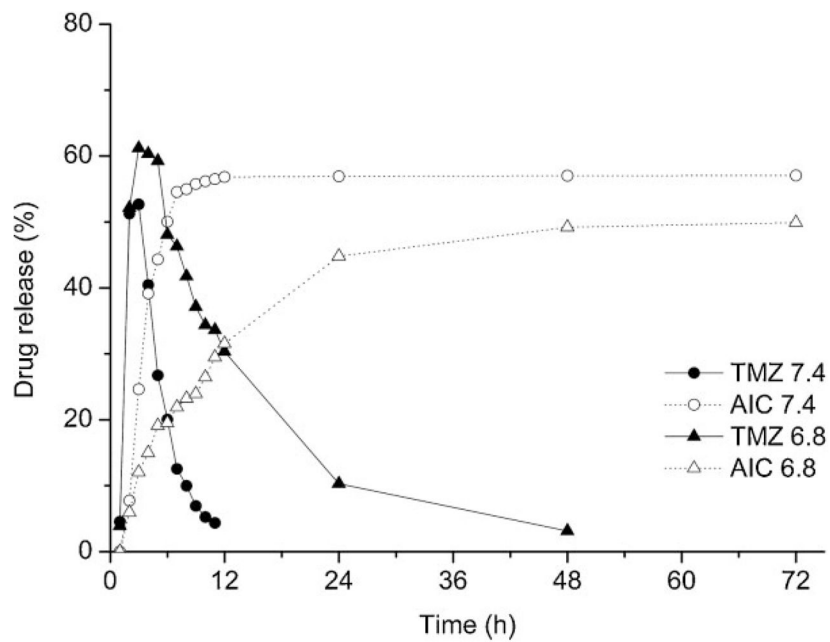 80
60
40
20
0
Drug release (%)
0 12 24 36 48 60 72
Time (h)
TMZ 7.4
AIC 7.4
TMZ 6.8
AIC 6.8